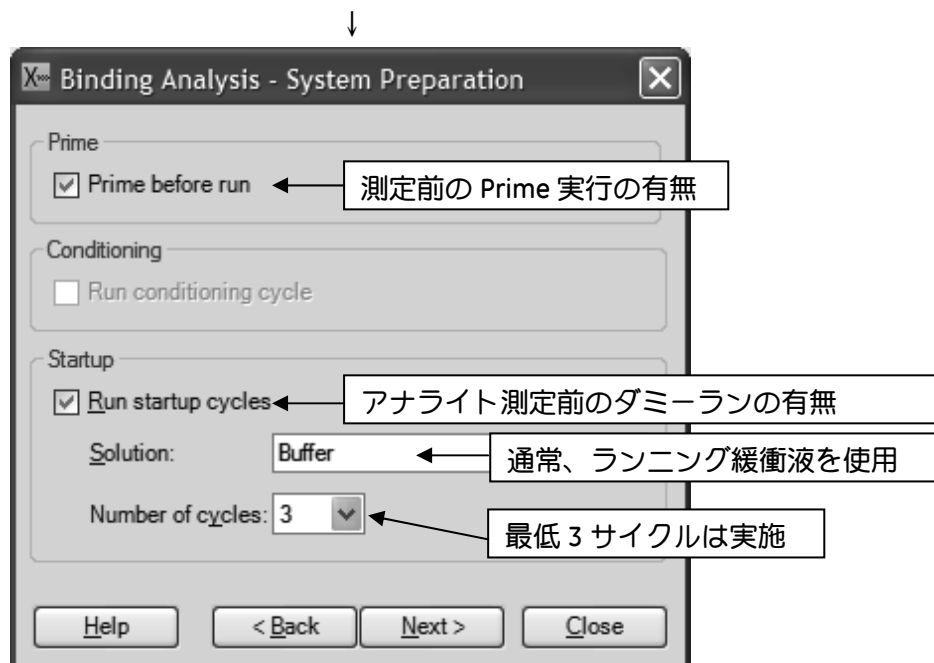 ↓
Binding Analysis - System Preparation
Prime
Prime before run
測定前の Prime 実行の有無
Conditioning
Run conditioning cycle
Startup
Run startup cycles
アナライト測定前のダミーランの有無
Solution: Buffer
通常、ランニング緩衝液を使用
Number of cycles: 3
最低 3 サイクルは実施
Help < Back Next > Close